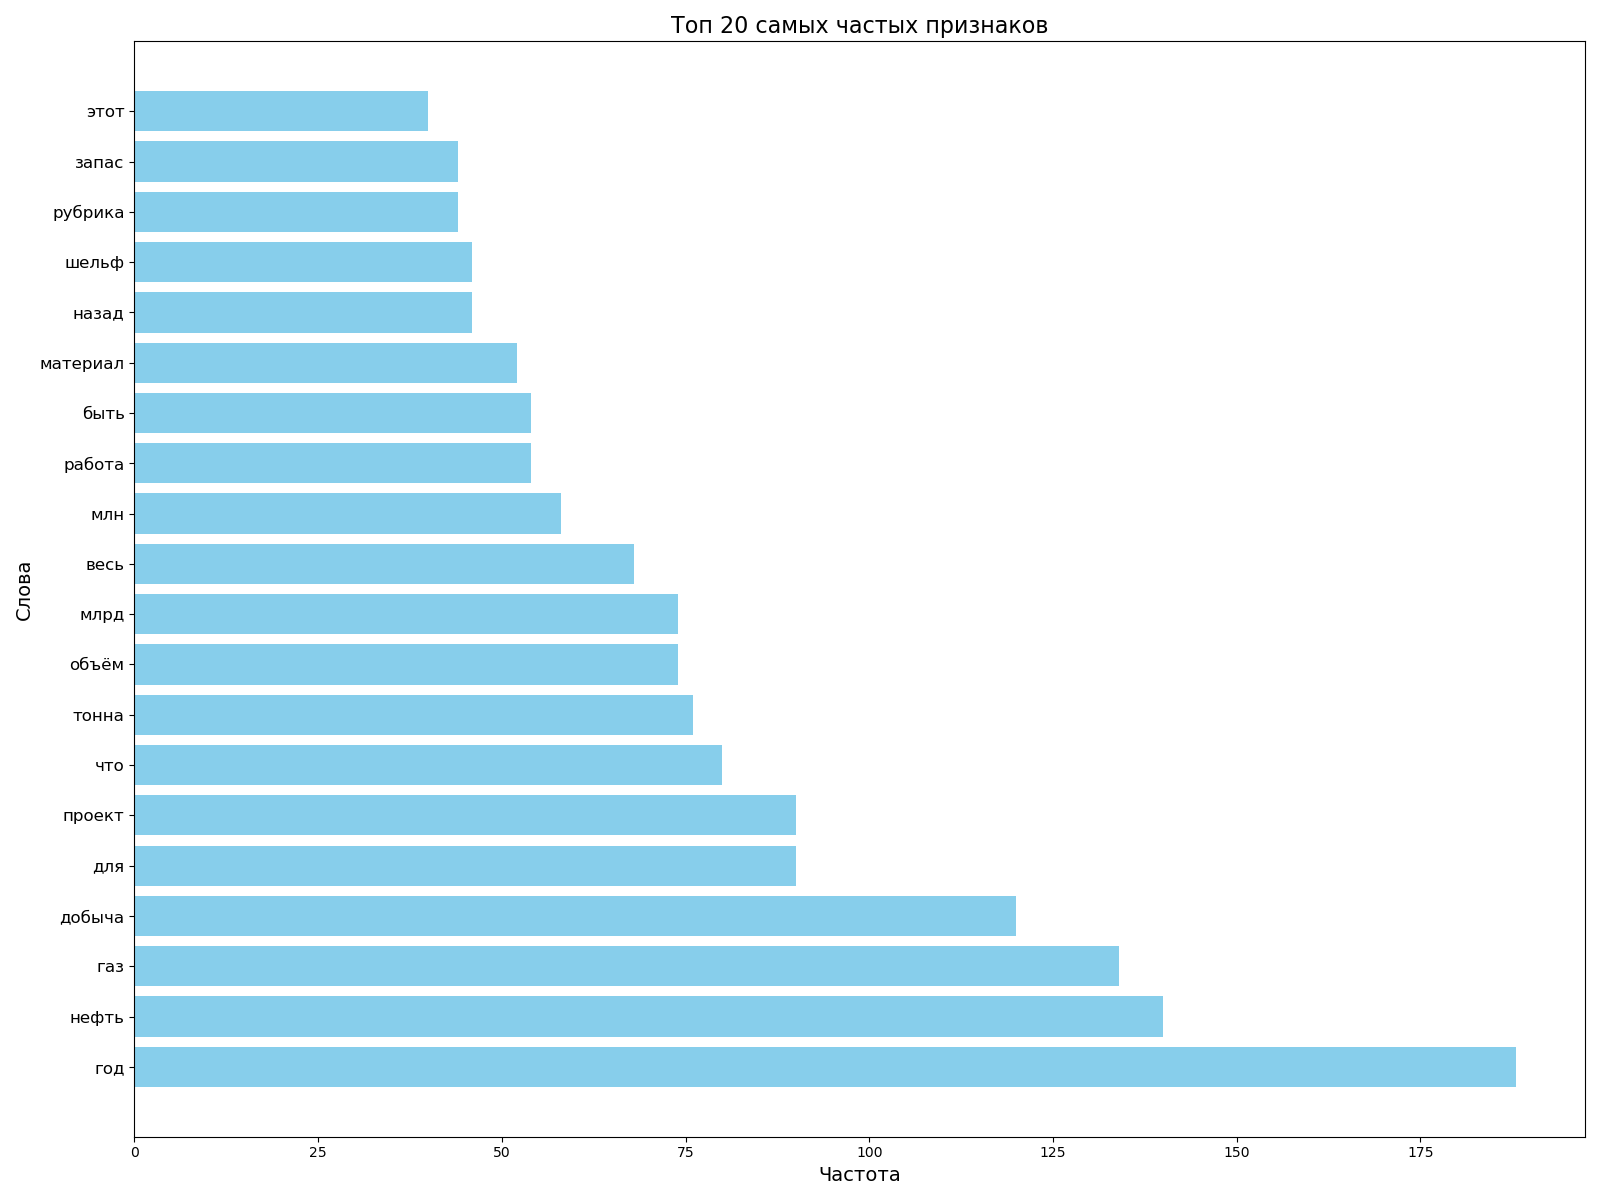 Топ 20 самых частых признаков
этот
запас
рубрика
шельф
назад
материал
быть
работа
млн
весь
млрд
объём
тонна
что
проект
для
добыча
газ
нефть
год
Слова
0 25 50 75 100 125 150 175
Частота